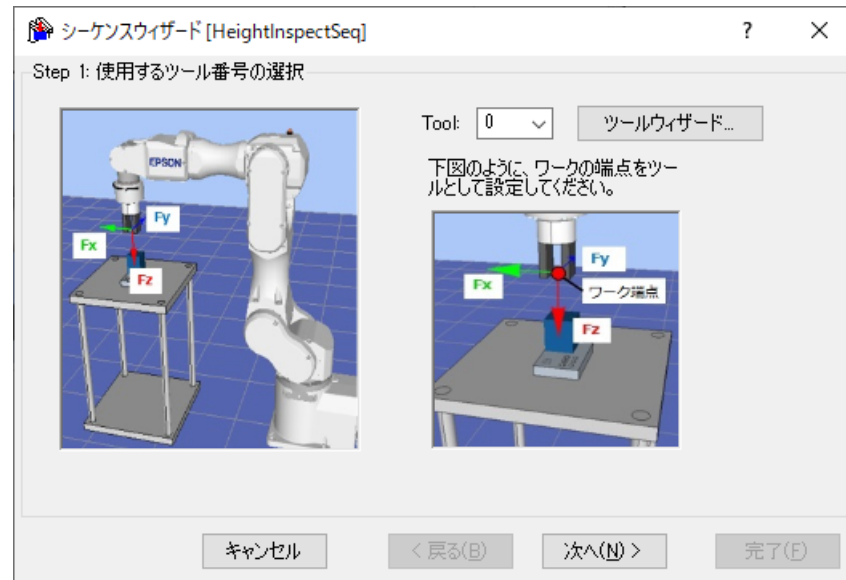 シーケンスウィザード [HeightInspectSeq]
?
Step 1: 使用するツール番号の選択
Tool:
0
ツールウィザード...
下図のように、ワークの端点をツー
ルとして設定してください。
EPSON
Fy
Fx
Fz
Fy
Fx
ワーク端点
Fz
キャンセル
< 戻る(B)
次へ(N) >
完了(F)